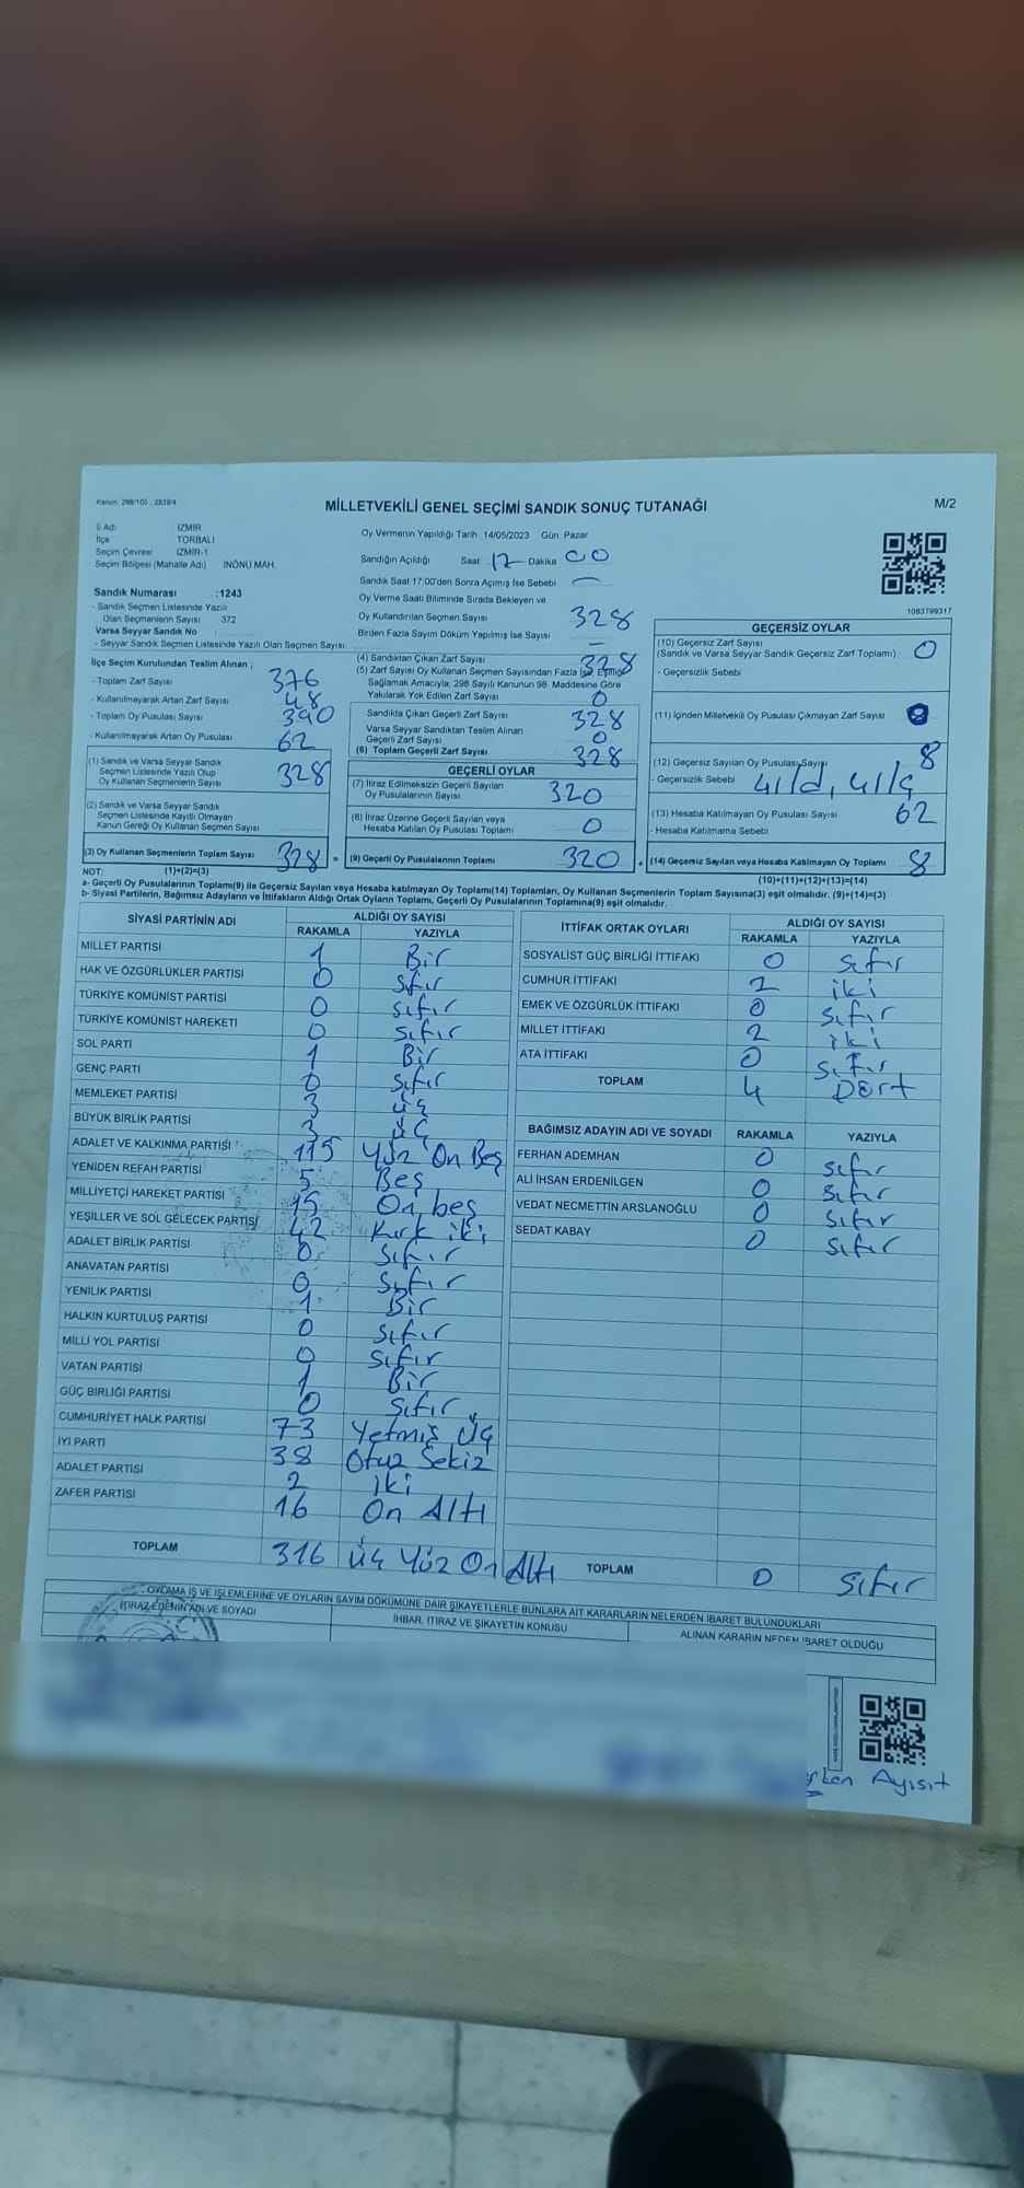 Kanun: 298/105 , 2839/4
MİLLETVEKİLİ GENEL SEÇİMİ SANDIK SONUÇ TUTANAĞI
M/2
İl Adı İZMİR
İlçe TORBALI
Seçim Çevresi İZMİR-1
Seçim Bölgesi (Mahalle Adı) İNÖNÜ MAH.
Sandık Numarası :1243
- Sandık Seçmen Listesinde Yazılı
Olan Seçmenlerin Sayısı 372
Varsa Seyyar Sandık No
- Seyyar Sandık Seçmen Listesinde Yazılı Olan Seçmen Sayısı
Oy Vermenin Yapıldığı Tarih 14/05/2023 Gün Pazar
Sandığın Açıldığı Saat 17 Dakika 00
Sandık Saat 17:00'den Sonra Açımış İse Sebebi —
Oy Verme Saati Bitiminde Sırada Bekleyen ve
Oy Kullandırılan Seçmen Sayısı 328
Birden Fazla Sayım Döküm Yapılmış İse Sayısı –
1083799317
İlçe Seçim Kurulundan Teslim Alınan ;
- Toplam Zarf Sayısı 376
- Kullanılmayarak Artan Zarf Sayısı 48
- Toplam Oy Pusulası Sayısı 390
- Kullanılmayarak Artan Oy Pusulası 62
(1) Sandık ve Varsa Seyyar Sandık
Seçmen Listesinde Yazılı Olup
Oy Kullanan Seçmenlerin Sayısı 328
(2) Sandık ve Varsa Seyyar Sandık
Seçmen Listesinde Kayıtlı Olmayan
Kanun Gereği Oy Kullanan Seçmen Sayısı
(3) Oy Kullanan Seçmenlerin Toplam Sayısı 328 =
(4) Sandıktan Çıkan Zarf Sayısı 328
(5) Zarf Sayısı Oy Kullanan Seçmen Sayısından Fazla İse Eşitliği
Sağlamak Amacıyla, 298 Sayılı Kanunun 98. Maddesine Göre
Yakılarak Yok Edilen Zarf Sayısı 0
Sandıkta Çıkan Geçerli Zarf Sayısı 328
Varsa Seyyar Sandıktan Teslim Alınan
Geçerli Zarf Sayısı 0
(6) Toplam Geçerli Zarf Sayısı 328
GEÇERLİ OYLAR
(7) İtiraz Edilmeksizin Geçerli Sayılan
Oy Pusulalarının Sayısı 320
(8) İtiraz Üzerine Geçerli Sayılan veya
Hesaba Katılan Oy Pusulası Toplamı 0
(9) Geçerli Oy Pusulalarının Toplamı 320 +
GEÇERSİZ OYLAR
(10) Geçersiz Zarf Sayısı
(Sandık ve Varsa Seyyar Sandık Geçersiz Zarf Toplamı) 0
- Geçersizlik Sebebi
(11) İçinden Milletvekili Oy Pusulası Çıkmayan Zarf Sayısı
(12) Geçersiz Sayılan Oy Pusulası Sayısı 8
- Geçersizlik Sebebi 41/d, 41/ç
(13) Hesaba Katılmayan Oy Pusulası Sayısı 62
- Hesaba Katılmama Sebebi
(14) Geçersiz Sayılan veya Hesaba Katılmayan Oy Toplamı 8
NOT: (1)+(2)=(3)
(10)+(11)+(12)+(13)=(14)
a- Geçerli Oy Pusulalarının Toplamı(9) ile Geçersiz Sayılan veya Hesaba katılmayan Oy Toplamı(14) Toplamları, Oy Kullanan Seçmenlerin Toplam Sayısına(3) eşit olmalıdır. (9)+(14)=(3)
b- Siyasi Partilerin, Bağımsız Adayların ve İttifakların Aldığı Ortak Oyların Toplamı, Geçerli Oy Pusulalarının Toplamına(9) eşit olmalıdır.
SİYASİ PARTİNİN ADI ALDIĞI OY SAYISI
RAKAMLA YAZIYLA
MİLLET PARTİSİ 1 Bir
HAK VE ÖZGÜRLÜKLER PARTİSİ 0 Sıfır
TÜRKİYE KOMÜNİST PARTİSİ 0 Sıfır
TÜRKİYE KOMÜNİST HAREKETİ 0 Sıfır
SOL PARTİ 1 Bir
GENÇ PARTİ 0 Sıfır
MEMLEKET PARTİSİ 3 Üç
BÜYÜK BİRLİK PARTİSİ 3 Üç
ADALET VE KALKINMA PARTİSİ 115 Yüz On Beş
YENİDEN REFAH PARTİSİ 5 Beş
MİLLİYETÇİ HAREKET PARTİSİ 15 On beş
YEŞİLLER VE SOL GELECEK PARTİSİ 42 Kırk iki
ADALET BİRLİK PARTİSİ 0 Sıfır
ANAVATAN PARTİSİ 0 Sıfır
YENİLİK PARTİSİ 1 Bir
HALKIN KURTULUŞ PARTİSİ 0 Sıfır
MİLLİ YOL PARTİSİ 0 Sıfır
VATAN PARTİSİ 1 Bir
GÜÇ BİRLİĞİ PARTİSİ 0 Sıfır
CUMHURİYET HALK PARTİSİ 73 Yetmiş Üç
İYİ PARTİ 38 Otuz Sekiz
ADALET PARTİSİ 2 İki
ZAFER PARTİSİ 16 On Altı
TOPLAM 316 Üç Yüz On Altı
İTTİFAK ORTAK OYLARI ALDIĞI OY SAYISI
RAKAMLA YAZIYLA
SOSYALİST GÜÇ BİRLİĞİ İTTİFAKI 0 Sıfır
CUMHUR İTTİFAKI 2 iki
EMEK VE ÖZGÜRLÜK İTTİFAKI 0 Sıfır
MİLLET İTTİFAKI 2 iki
ATA İTTİFAKI 0 Sıfır
TOPLAM 4 Dört
BAĞIMSIZ ADAYIN ADI VE SOYADI RAKAMLA YAZIYLA
FERHAN ADEMHAN 0 Sıfır
ALİ İHSAN ERDENİLGEN 0 Sıfır
VEDAT NECMETTİN ARSLANOĞLU 0 Sıfır
SEDAT KABAY 0 Sıfır
TOPLAM 0 Sıfır
OYLAMA İŞ VE İŞLEMLERİNE VE OYLARIN SAYIM DÖKÜMÜNE DAİR ŞİKAYETLERLE BUNLARA AİT KARARLARIN NELERDEN İBARET BULUNDUKLARI
İTİRAZ EDENİN ADI VE SOYADI
İHBAR, İTİRAZ VE ŞİKAYETİN KONUSU
ALINAN KARARIN NEDEN İBARET OLDUĞU
Ayışıt